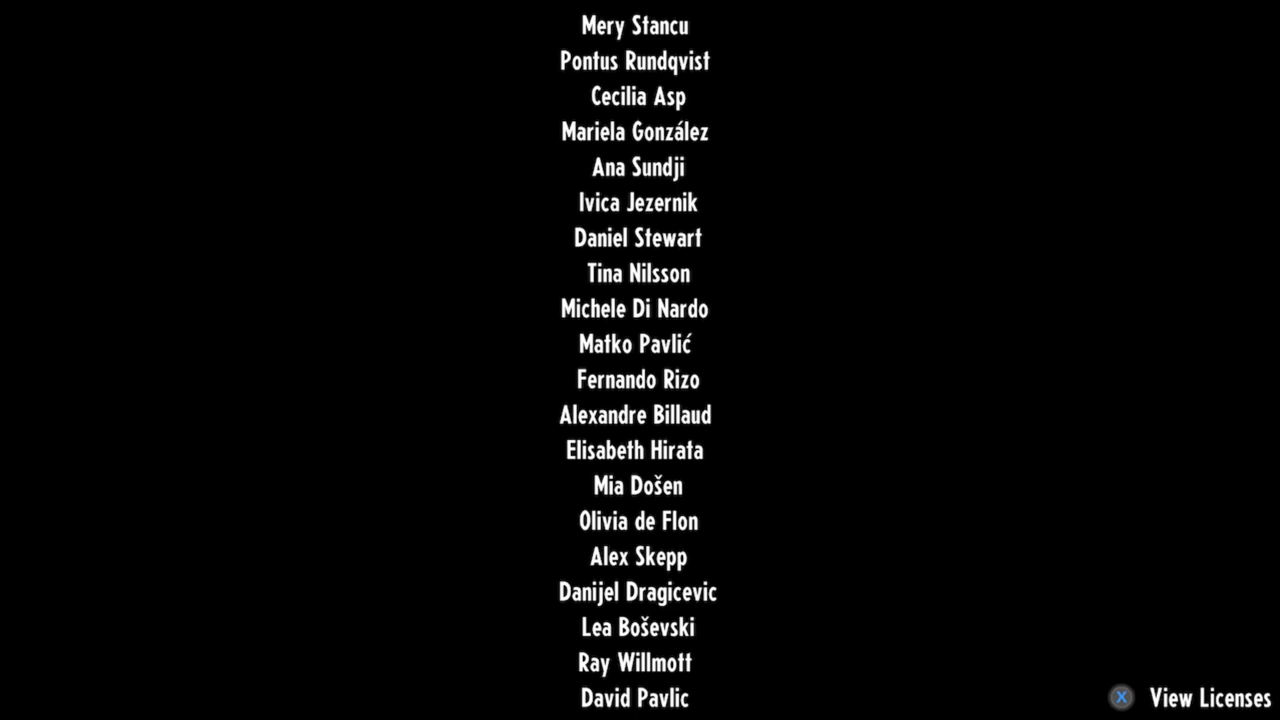 Mery Stancu
Pontus Rundqvist
Cecilia Asp
Mariela González
Ana Sundji
Ivica Jezernik
Daniel Stewart
Tina Nilsson
Michele Di Nardo
Matko Pavlić
Fernando Rizo
Alexandre Billaud
Elisabeth Hirata
Mia Došen
Olivia de Flon
Alex Skepp
Danijel Dragicevic
Lea Boševski
Ray Willmott
David Pavlic
X View Licenses